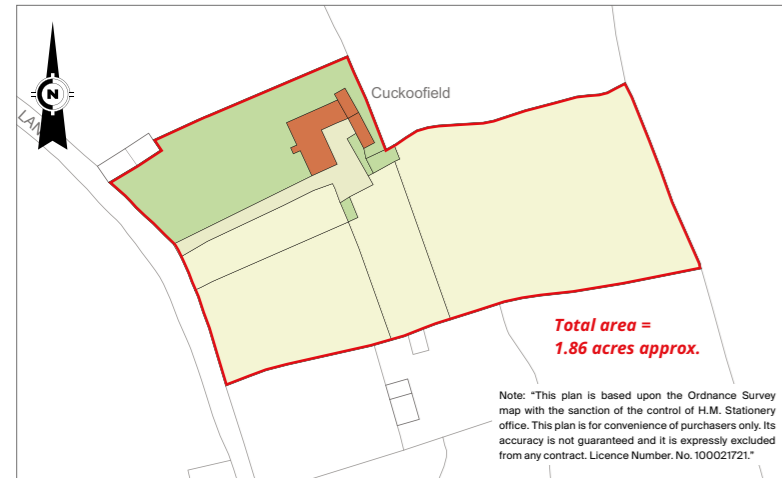 N
Cuckoofield
LAN
Total area =
1.86 acres approx.
Note: “This plan is based upon the Ordnance Survey
map with the sanction of the control of H.M. Stationery
office. This plan is for convenience of purchasers only. Its
accuracy is not guaranteed and it is expressly excluded
from any contract. Licence Number. No. 100021721.”